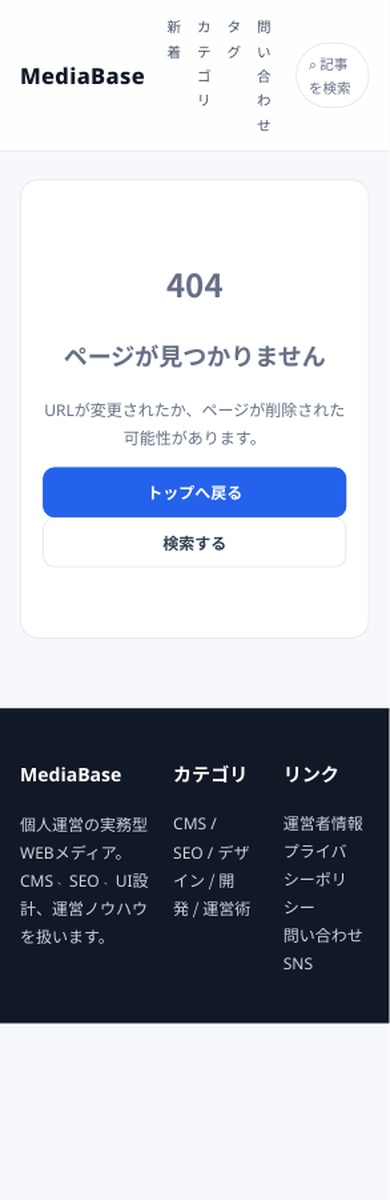 MediaBase
新着
カテゴリ
タグ
問い合わせ
⌕ 記事
を検索
404
ページが見つかりません
URLが変更されたか、ページが削除された
可能性があります。
トップへ戻る
検索する
MediaBase
個人運営の実務型
WEBメディア。
CMS、SEO、UI設
計、運営ノウハウ
を扱います。
カテゴリ
CMS /
SEO / デザ
イン / 開
発 / 運営術
リンク
運営者情報
プライバ
シーポリ
シー
問い合わせ
SNS